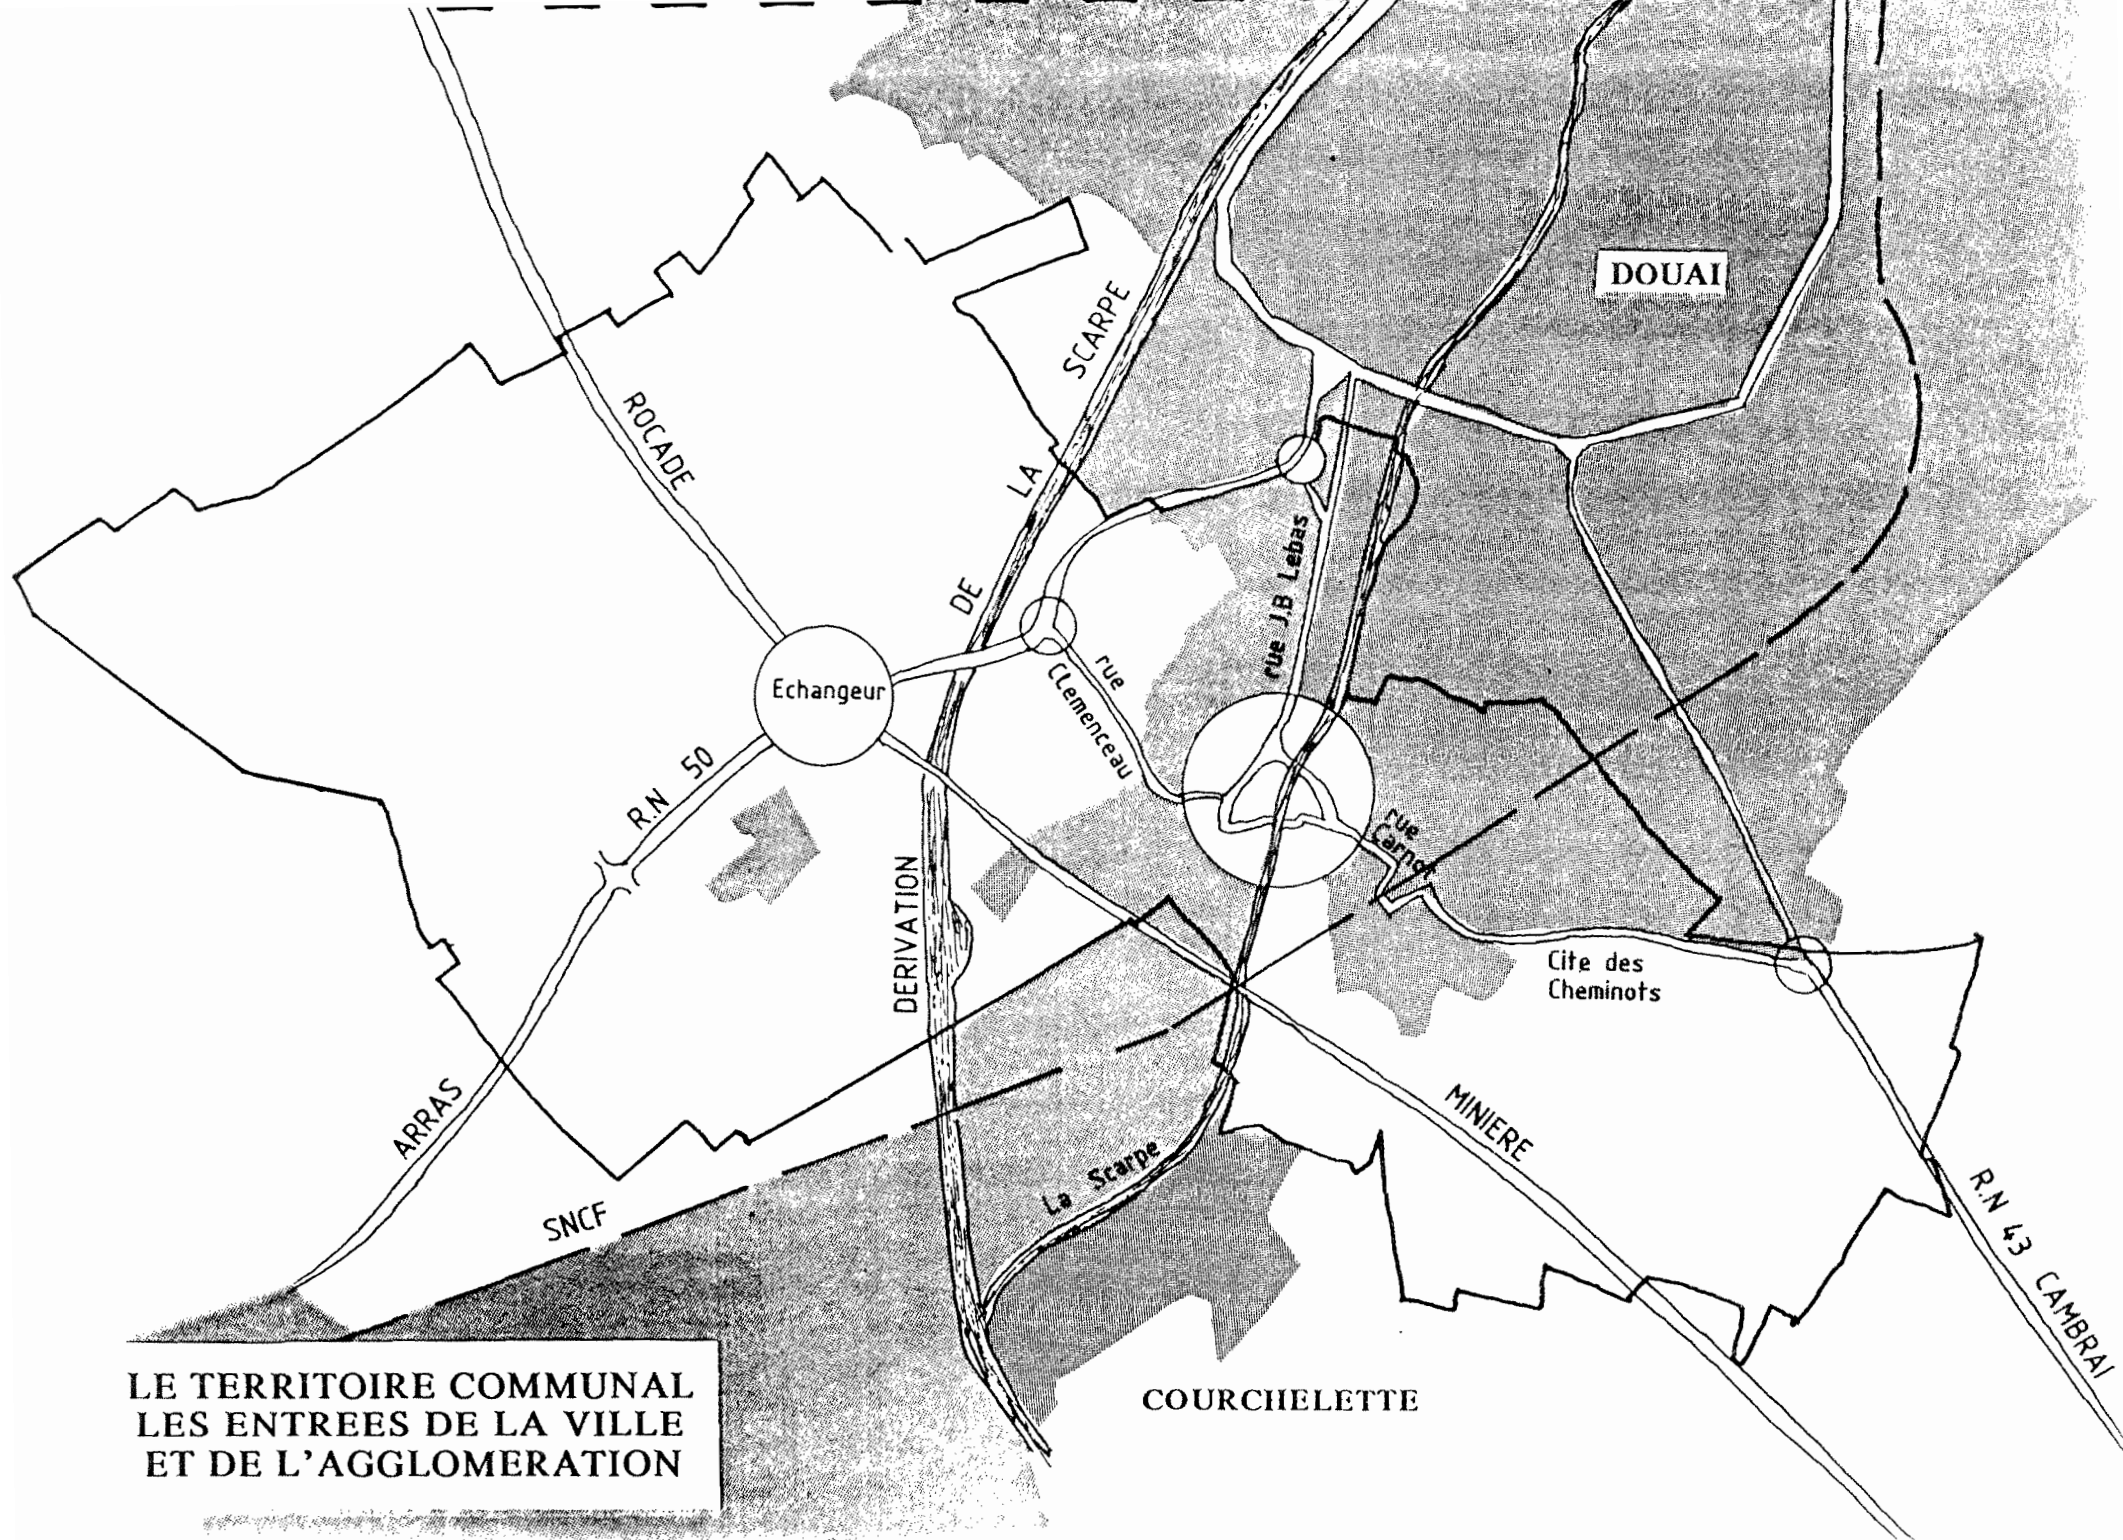 DOUAI
SCARPE
LA
DE
DERIVATION
ROCADE
rue J.B Lebas
rue
CLemenceau
Echangeur
R.N 50
rue
Carnot
Cite des
Cheminots
ARRAS
MINIERE
La Scarpe
SNCF
R.N 43 CAMBRAI
COURCHELETTE
LE TERRITOIRE COMMUNAL
LES ENTREES DE LA VILLE
ET DE L'AGGLOMERATION